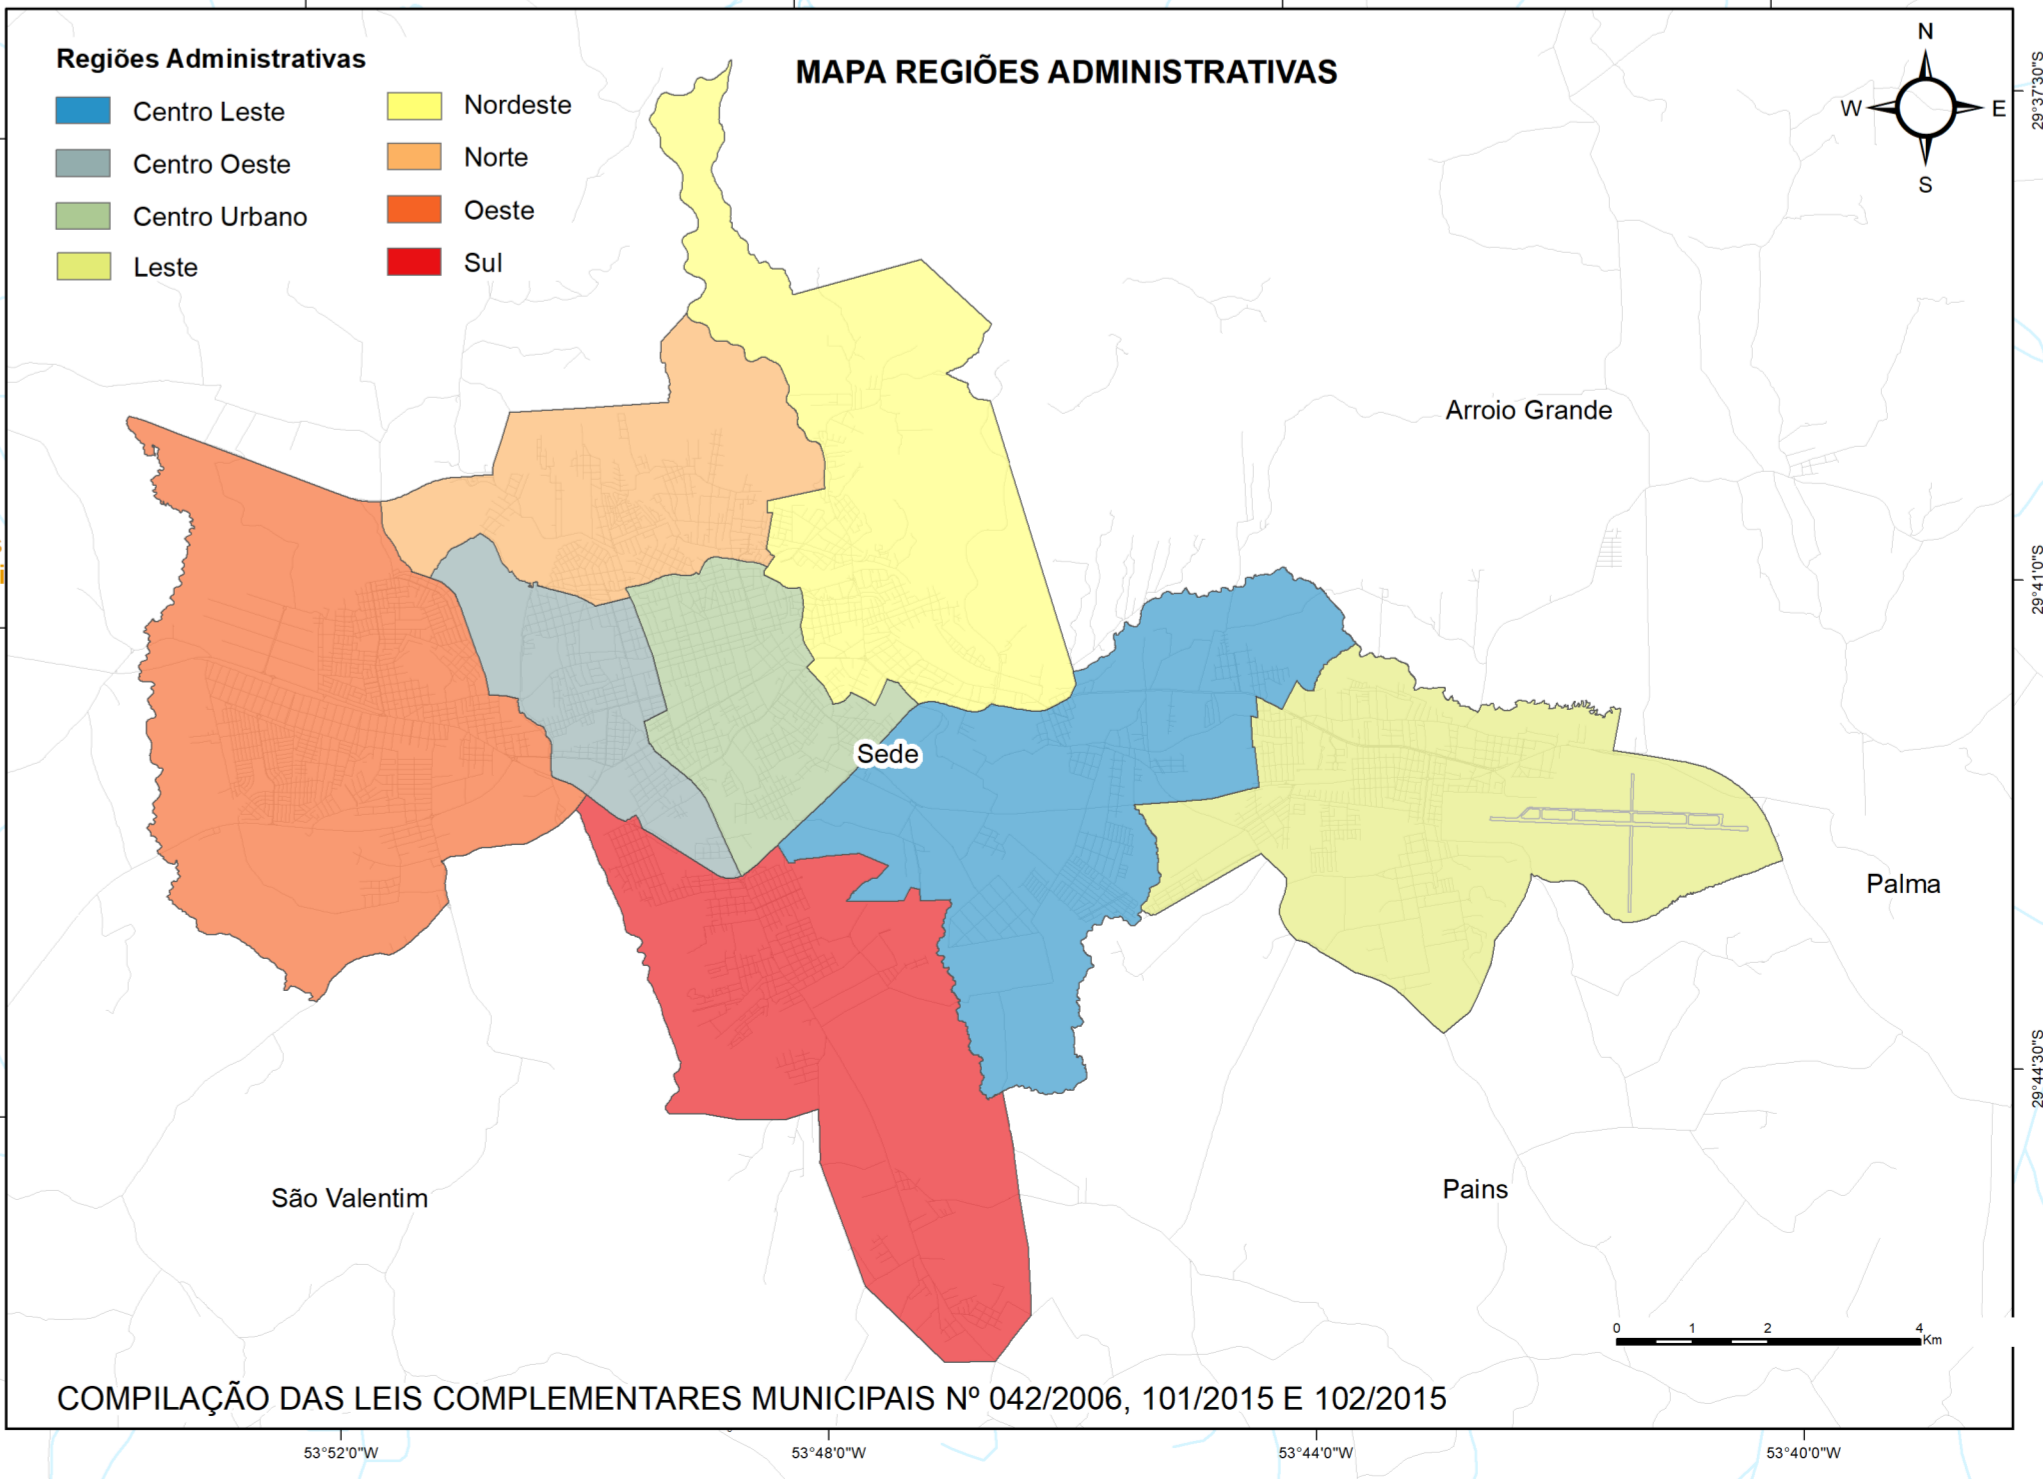 MAPA REGIÕES ADMINISTRATIVAS
Regiões Administrativas
Centro Leste
Centro Oeste
Centro Urbano
Leste
Nordeste
Norte
Oeste
Sul
N
W
E
S
29°37'30"S
Arroio Grande
29°41'0"S
Sede
Palma
29°44'30"S
São Valentim
Pains
0 1 2 4
Km
COMPILAÇÃO DAS LEIS COMPLEMENTARES MUNICIPAIS Nº 042/2006, 101/2015 E 102/2015
53°52'0"W 53°48'0"W 53°44'0"W 53°40'0"W